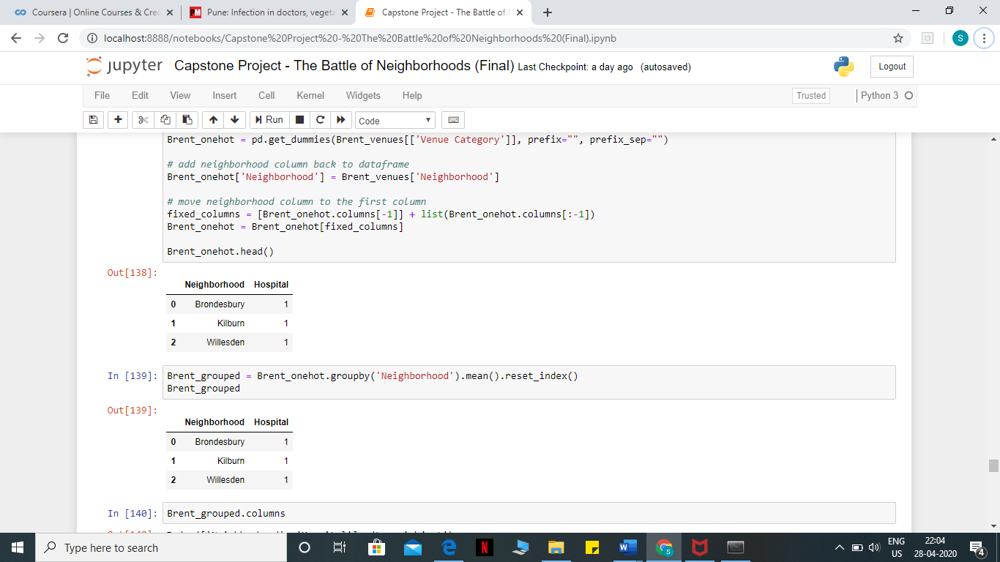 Coursera | Online Courses & Cre
Pune: Infection in doctors, vegeta
Capstone Project - The Battle of
localhost:8888/notebooks/Capstone%20Project%20-%20The%20Battle%20of%20Neighborhoods%20(Final).ipynb
S
jupyter Capstone Project - The Battle of Neighborhoods (Final) Last Checkpoint: a day ago (autosaved)
Logout
File Edit View Insert Cell Kernel Widgets Help
Trusted
Python 3
Run
Code
Brent_onehot = pd.get_dummies(Brent_venues[['Venue Category']], prefix="", prefix_sep="")
# add neighborhood column back to dataframe
Brent_onehot['Neighborhood'] = Brent_venues['Neighborhood']
# move neighborhood column to the first column
fixed_columns = [Brent_onehot.columns[-1]] + list(Brent_onehot.columns[:-1])
Brent_onehot = Brent_onehot[fixed_columns]
Brent_onehot.head()
Out[138]:
Neighborhood Hospital
0 Brondesbury 1
1 Kilburn 1
2 Willesden 1
In [139]: Brent_grouped = Brent_onehot.groupby('Neighborhood').mean().reset_index()
Brent_grouped
Out[139]:
Neighborhood Hospital
0 Brondesbury 1
1 Kilburn 1
2 Willesden 1
In [140]: Brent_grouped.columns
Type here to search
ENG
US
22:04
28-04-2020
4